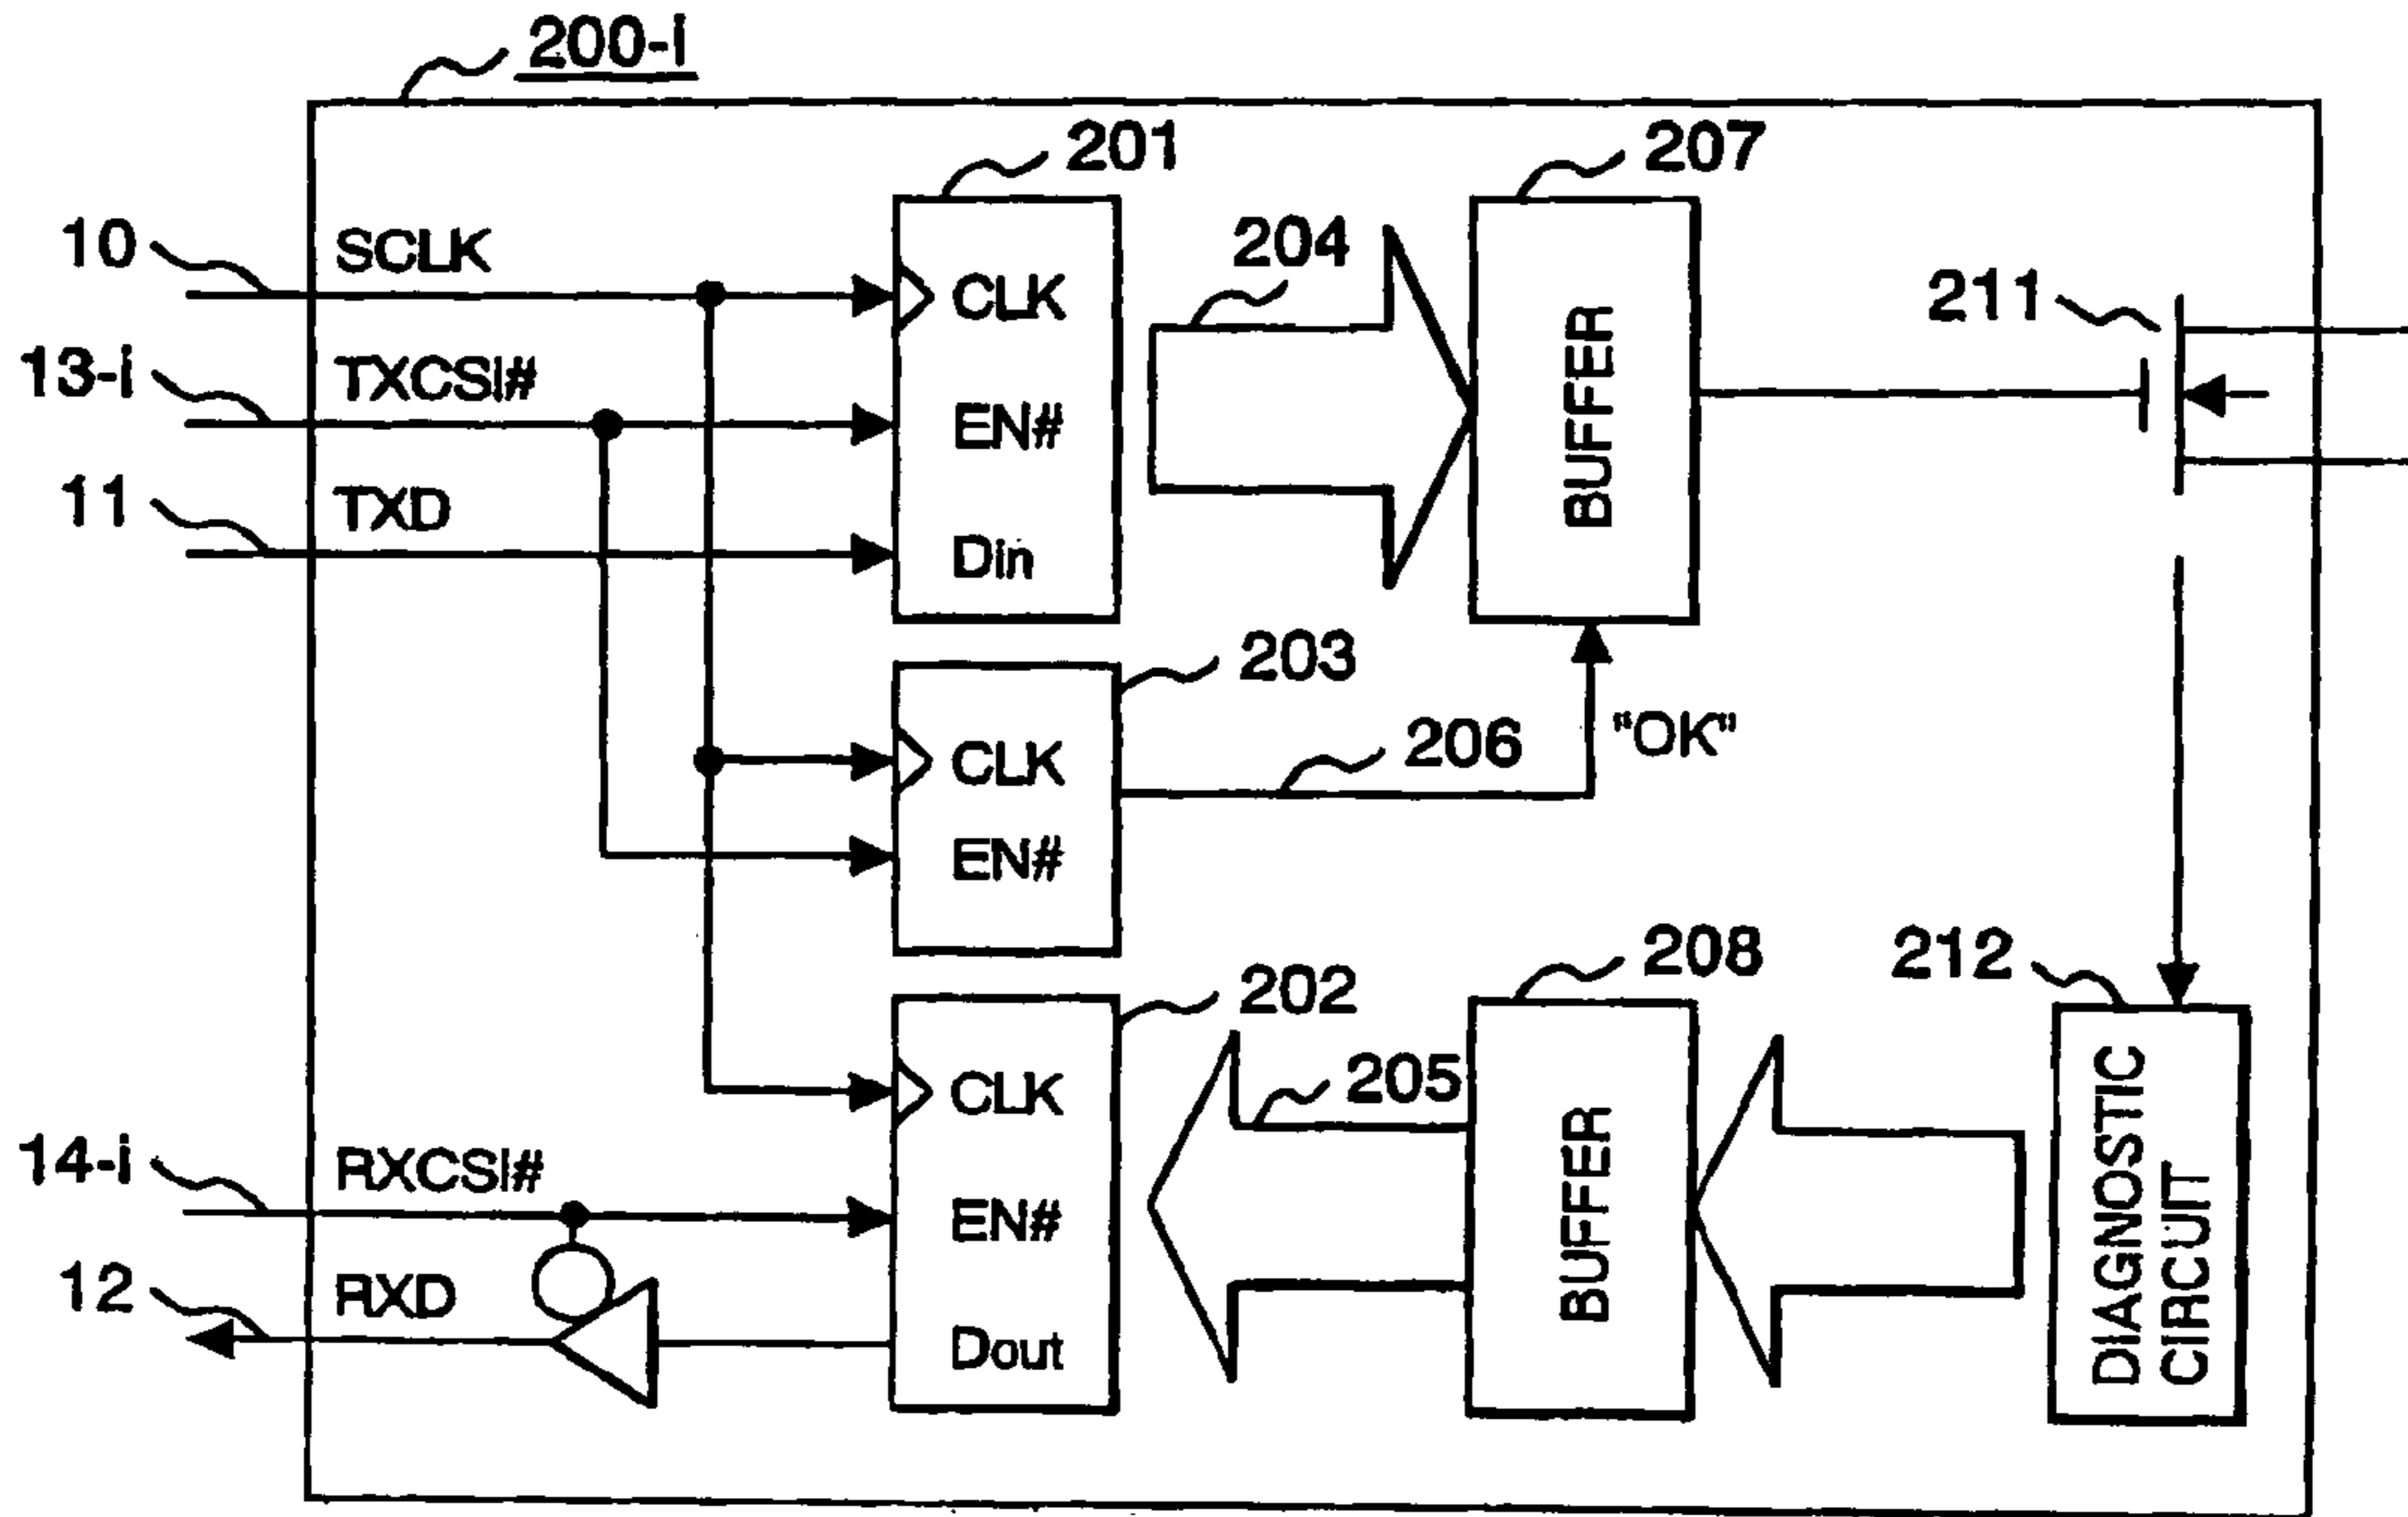 200-i
201
207
10
SCLK
CLK
204
BUFFER
211
13-i
TXCSI#
EN#
11
TXD
Din
203
CLK
206
"OK"
EN#
202
208
212
CLK
205
BUFFER
DIAGNOSTIC
CIRCUIT
14-i
RXCSI#
EN#
12
RXD
Dout